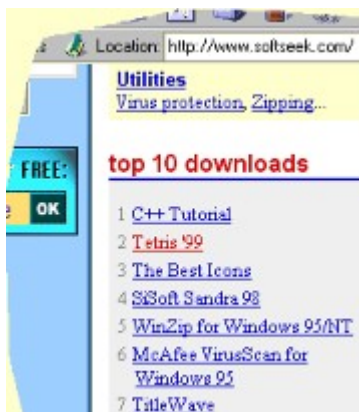 Location: http://www.softseek.com/
Utilities
Virus protection, Zipping...
FREE:
OK
top 10 downloads
1 C++ Tutorial
2 Tetris '99
3 The Best Icons
4 SiSoft Sandra 98
5 WinZip for Windows 95/NT
6 McAfee VirusScan for
Windows 95
7 TitleWave